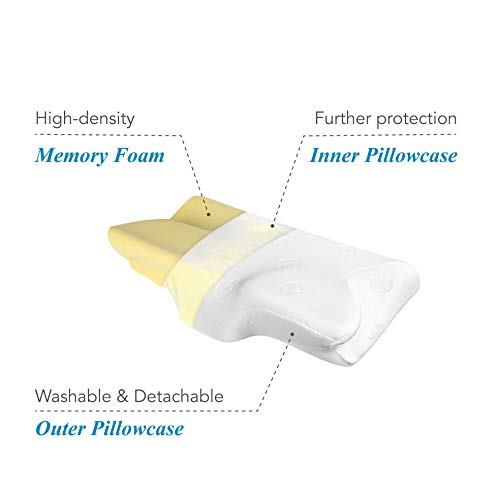 High-density
Memory Foam
Further protection
Inner Pillowcase
Washable & Detachable
Outer Pillowcase